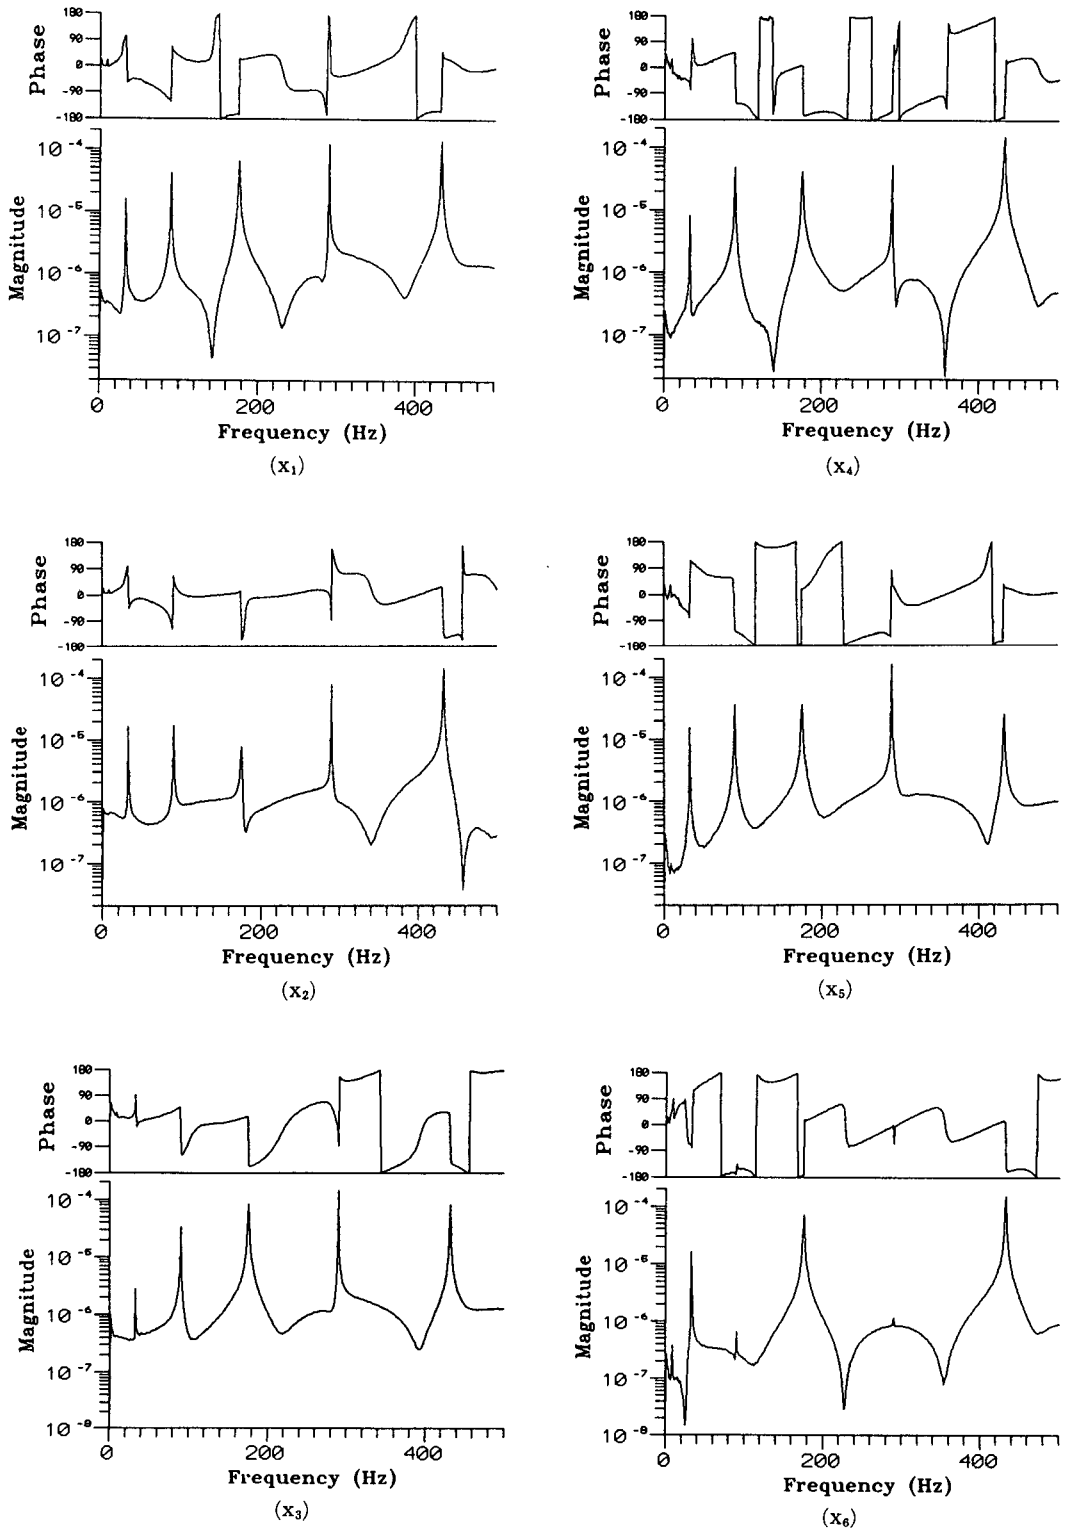 180
90
0
-90
-180
Phase
10⁻⁴
10⁻⁵
10⁻⁶
10⁻⁷
Magnitude
0 200 400
Frequency (Hz)
(x₁)
180
90
0
-90
-180
Phase
10⁻⁴
10⁻⁵
10⁻⁶
10⁻⁷
Magnitude
0 200 400
Frequency (Hz)
(x₄)
180
90
0
-90
-180
Phase
10⁻⁴
10⁻⁵
10⁻⁶
10⁻⁷
Magnitude
0 200 400
Frequency (Hz)
(x₂)
180
90
0
-90
-180
Phase
10⁻⁴
10⁻⁵
10⁻⁶
10⁻⁷
Magnitude
0 200 400
Frequency (Hz)
(x₅)
180
90
0
-90
-180
Phase
10⁻⁴
10⁻⁵
10⁻⁶
10⁻⁷
10⁻⁸
Magnitude
0 200 400
Frequency (Hz)
(x₃)
180
90
0
-90
-180
Phase
10⁻⁴
10⁻⁵
10⁻⁶
10⁻⁷
10⁻⁸
Magnitude
0 200 400
Frequency (Hz)
(x₆)